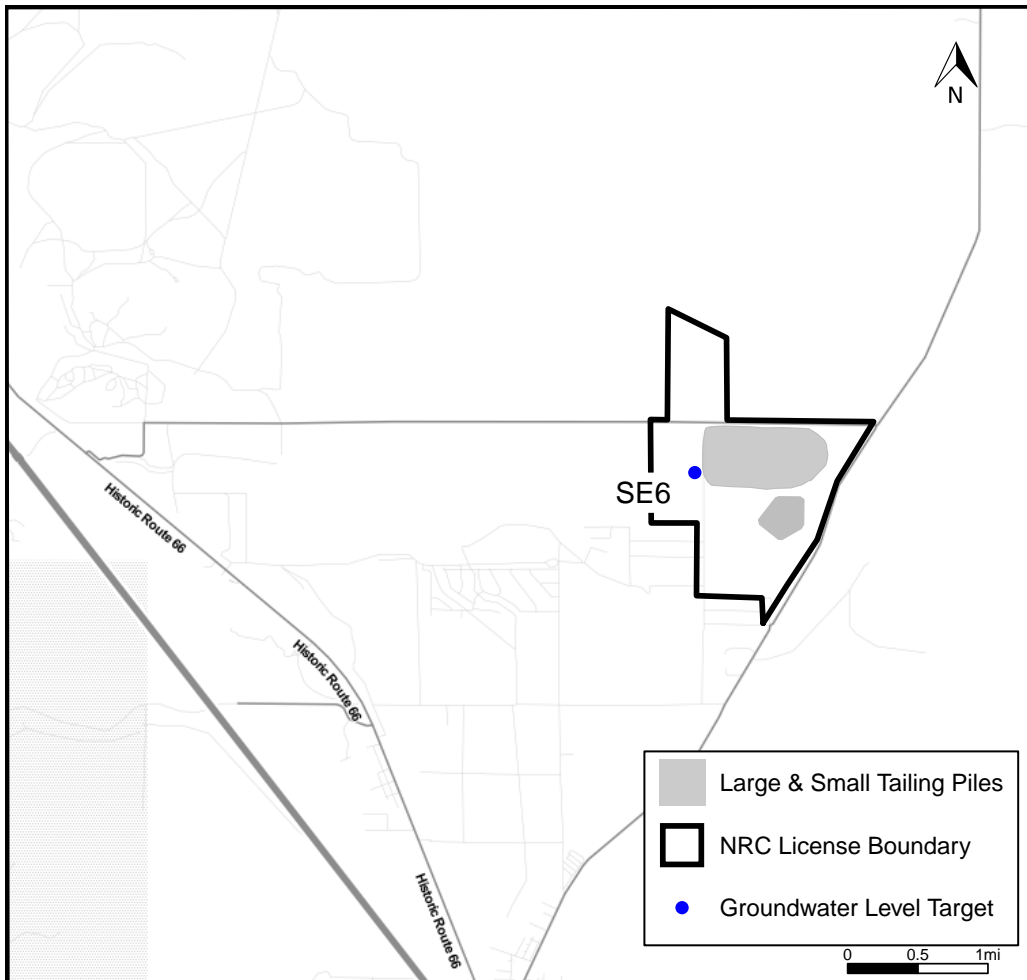 N
SE6
Historic Route 66
Historic Route 66
Historic Route 66
Large & Small Tailing Piles
NRC License Boundary
Groundwater Level Target
0 0.5 1mi